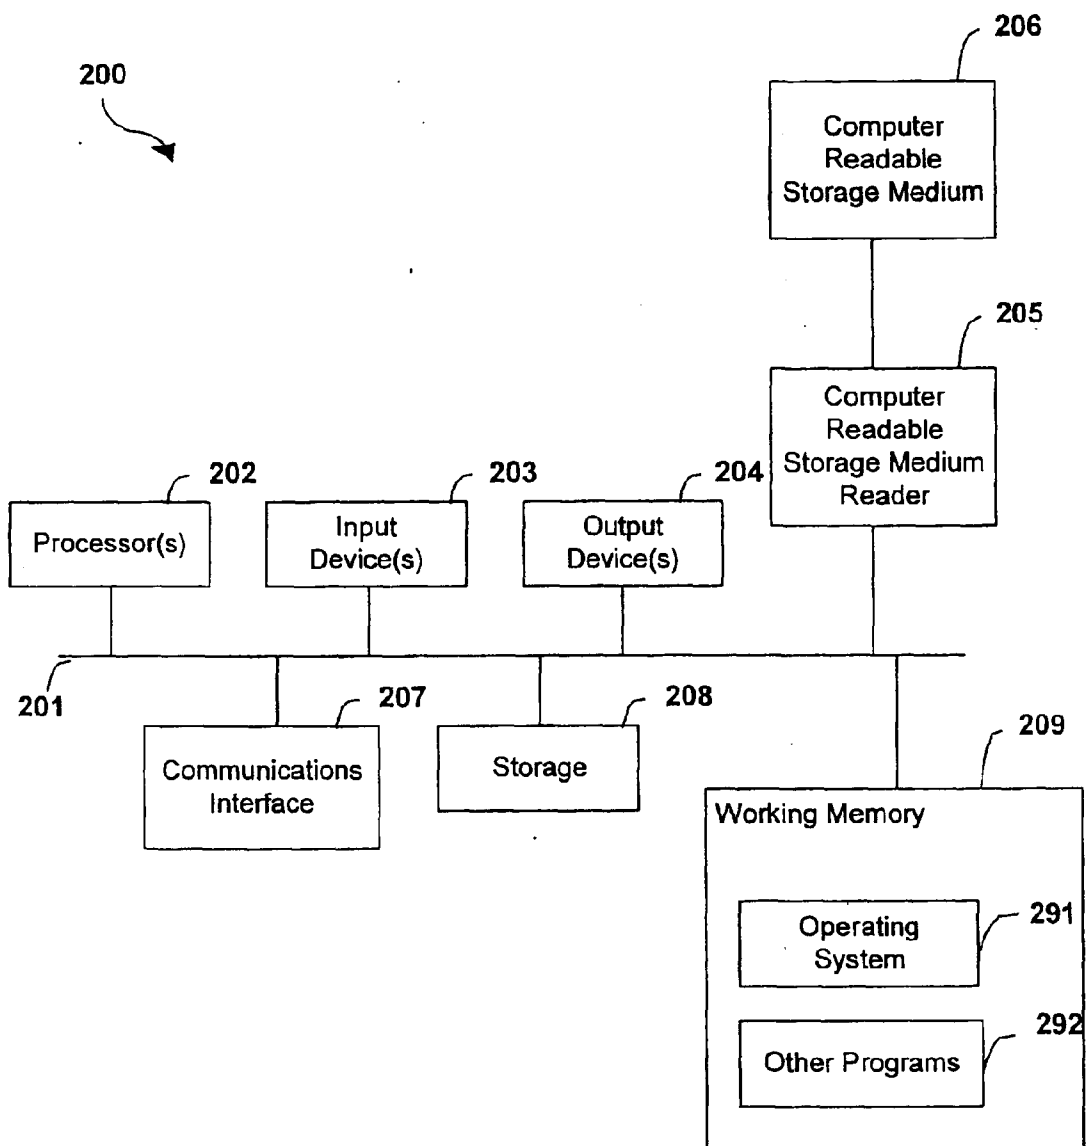 206
200
Computer
Readable
Storage Medium
205
Computer
Readable
Storage Medium
Reader
202
203
204
Processor(s)
Input
Device(s)
Output
Device(s)
201
207
208
209
Communications
Interface
Storage
Working Memory
291
Operating
System
292
Other Programs